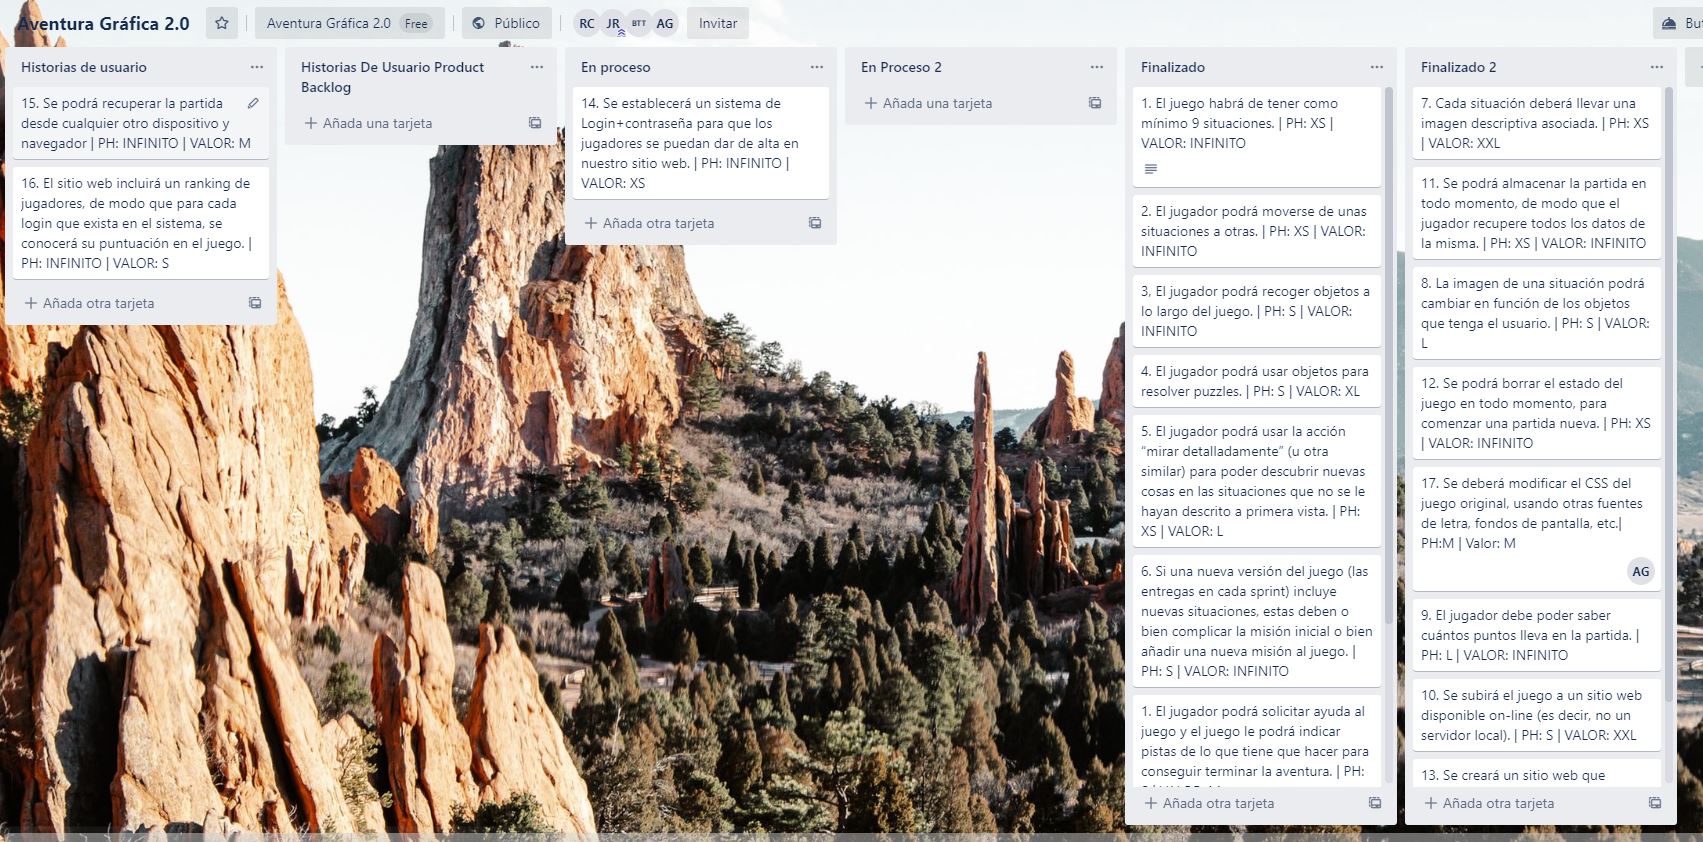 Aventura Gráfica 2.0
Aventura Gráfica 2.0 Free
Público
RC JR BTT AG
Invitar
Historias de usuario
15. Se podrá recuperar la partida
desde cualquier otro dispositivo y
navegador | PH: INFINITO | VALOR: M
16. El sitio web incluirá un ranking de
jugadores, de modo que para cada
login que exista en el sistema, se
conocerá su puntuación en el juego. |
PH: INFINITO | VALOR: S
Añada otra tarjeta
Historias De Usuario Product
Backlog
Añada una tarjeta
En proceso
14. Se establecerá un sistema de
Login+contraseña para que los
jugadores se puedan dar de alta en
nuestro sitio web. | PH: INFINITO |
VALOR: XS
Añada otra tarjeta
En Proceso 2
Añada una tarjeta
Finalizado
1. El juego habrá de tener como
mínimo 9 situaciones. | PH: XS |
VALOR: INFINITO
2. El jugador podrá moverse de unas
situaciones a otras. | PH: XS | VALOR:
INFINITO
3, El jugador podrá recoger objetos a
lo largo del juego. | PH: S | VALOR:
INFINITO
4. El jugador podrá usar objetos para
resolver puzzles. | PH: S | VALOR: XL
5. El jugador podrá usar la acción
“mirar detalladamente” (u otra
similar) para poder descubrir nuevas
cosas en las situaciones que no se le
hayan descrito a primera vista. | PH:
XS | VALOR: L
6. Si una nueva versión del juego (las
entregas en cada sprint) incluye
nuevas situaciones, estas deben o
bien complicar la misión inicial o bien
añadir una nueva misión al juego. |
PH: S | VALOR: INFINITO
1. El jugador podrá solicitar ayuda al
juego y el juego le podrá indicar
pistas de lo que tiene que hacer para
conseguir terminar la aventura. | PH:
Añada otra tarjeta
Finalizado 2
7. Cada situación deberá llevar una
imagen descriptiva asociada. | PH: XS
| VALOR: XXL
11. Se podrá almacenar la partida en
todo momento, de modo que el
jugador recupere todos los datos de
la misma. | PH: XS | VALOR: INFINITO
8. La imagen de una situación podrá
cambiar en función de los objetos
que tenga el usuario. | PH: S | VALOR:
L
12. Se podrá borrar el estado del
juego en todo momento, para
comenzar una partida nueva. | PH: XS
| VALOR: INFINITO
17. Se deberá modificar el CSS del
juego original, usando otras fuentes
de letra, fondos de pantalla, etc.|
PH:M | Valor: M
AG
9. El jugador debe poder saber
cuántos puntos lleva en la partida. |
PH: L | VALOR: INFINITO
10. Se subirá el juego a un sitio web
disponible on-line (es decir, no un
servidor local). | PH: S | VALOR: XXL
13. Se creará un sitio web que
Añada otra tarjeta